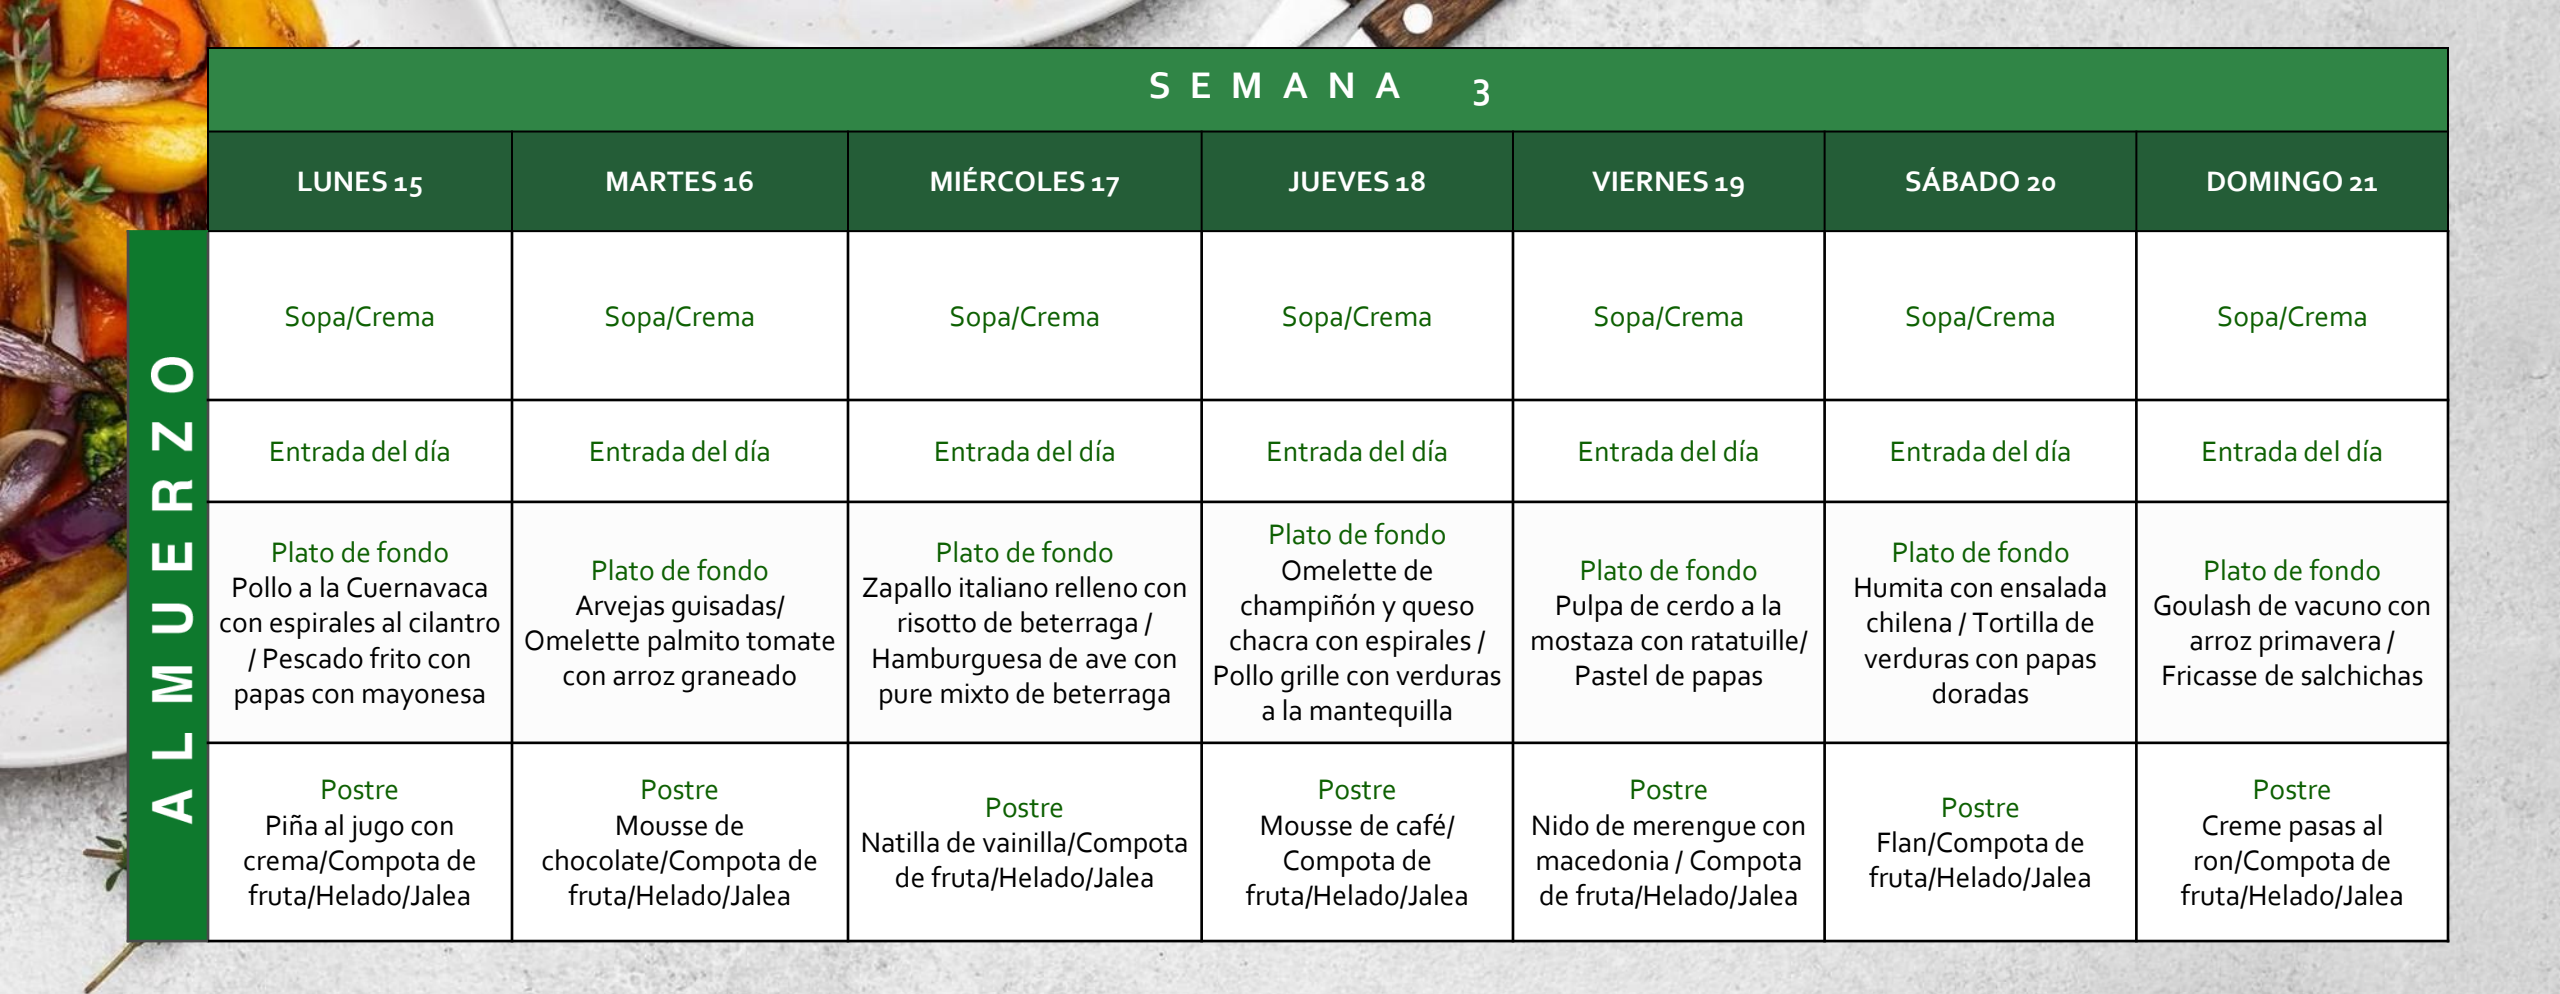 SEMANA 3
LUNES 15
MARTES 16
MIÉRCOLES 17
JUEVES 18
VIERNES 19
SÁBADO 20
DOMINGO 21
ALMUERZO
Sopa/Crema
Sopa/Crema
Sopa/Crema
Sopa/Crema
Sopa/Crema
Sopa/Crema
Sopa/Crema
Entrada del día
Entrada del día
Entrada del día
Entrada del día
Entrada del día
Entrada del día
Entrada del día
Plato de fondo
Pollo a la Cuernavaca
con espirales al cilantro
/ Pescado frito con
papas con mayonesa
Plato de fondo
Arvejas guisadas/
Omelette palmito tomate
con arroz graneado
Plato de fondo
Zapallo italiano relleno con
risotto de beterraga /
Hamburguesa de ave con
pure mixto de beterraga
Plato de fondo
Omelette de
champiñón y queso
chacra con espirales /
Pollo grille con verduras
a la mantequilla
Plato de fondo
Pulpa de cerdo a la
mostaza con ratatuille/
Pastel de papas
Plato de fondo
Humita con ensalada
chilena / Tortilla de
verduras con papas
doradas
Plato de fondo
Goulash de vacuno con
arroz primavera /
Fricasse de salchichas
Postre
Piña al jugo con
crema/Compota de
fruta/Helado/Jalea
Postre
Mousse de
chocolate/Compota de
fruta/Helado/Jalea
Postre
Natilla de vainilla/Compota
de fruta/Helado/Jalea
Postre
Mousse de café/
Compota de
fruta/Helado/Jalea
Postre
Nido de merengue con
macedonia / Compota
de fruta/Helado/Jalea
Postre
Flan/Compota de
fruta/Helado/Jalea
Postre
Creme pasas al
ron/Compota de
fruta/Helado/Jalea